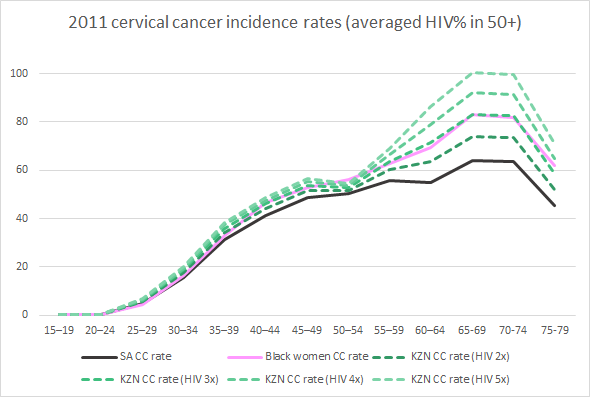 2011 cervical cancer incidence rates (averaged HIV% in 50+)
100
80
60
40
20
0
15–19 20–24 25–29 30–34 35–39 40–44 45–49 50–54 55–59 60–64 65-69 70-74 75-79
SA CC rate Black women CC rate KZN CC rate (HIV 2x)
KZN CC rate (HIV 3x) KZN CC rate (HIV 4x) KZN CC rate (HIV 5x)